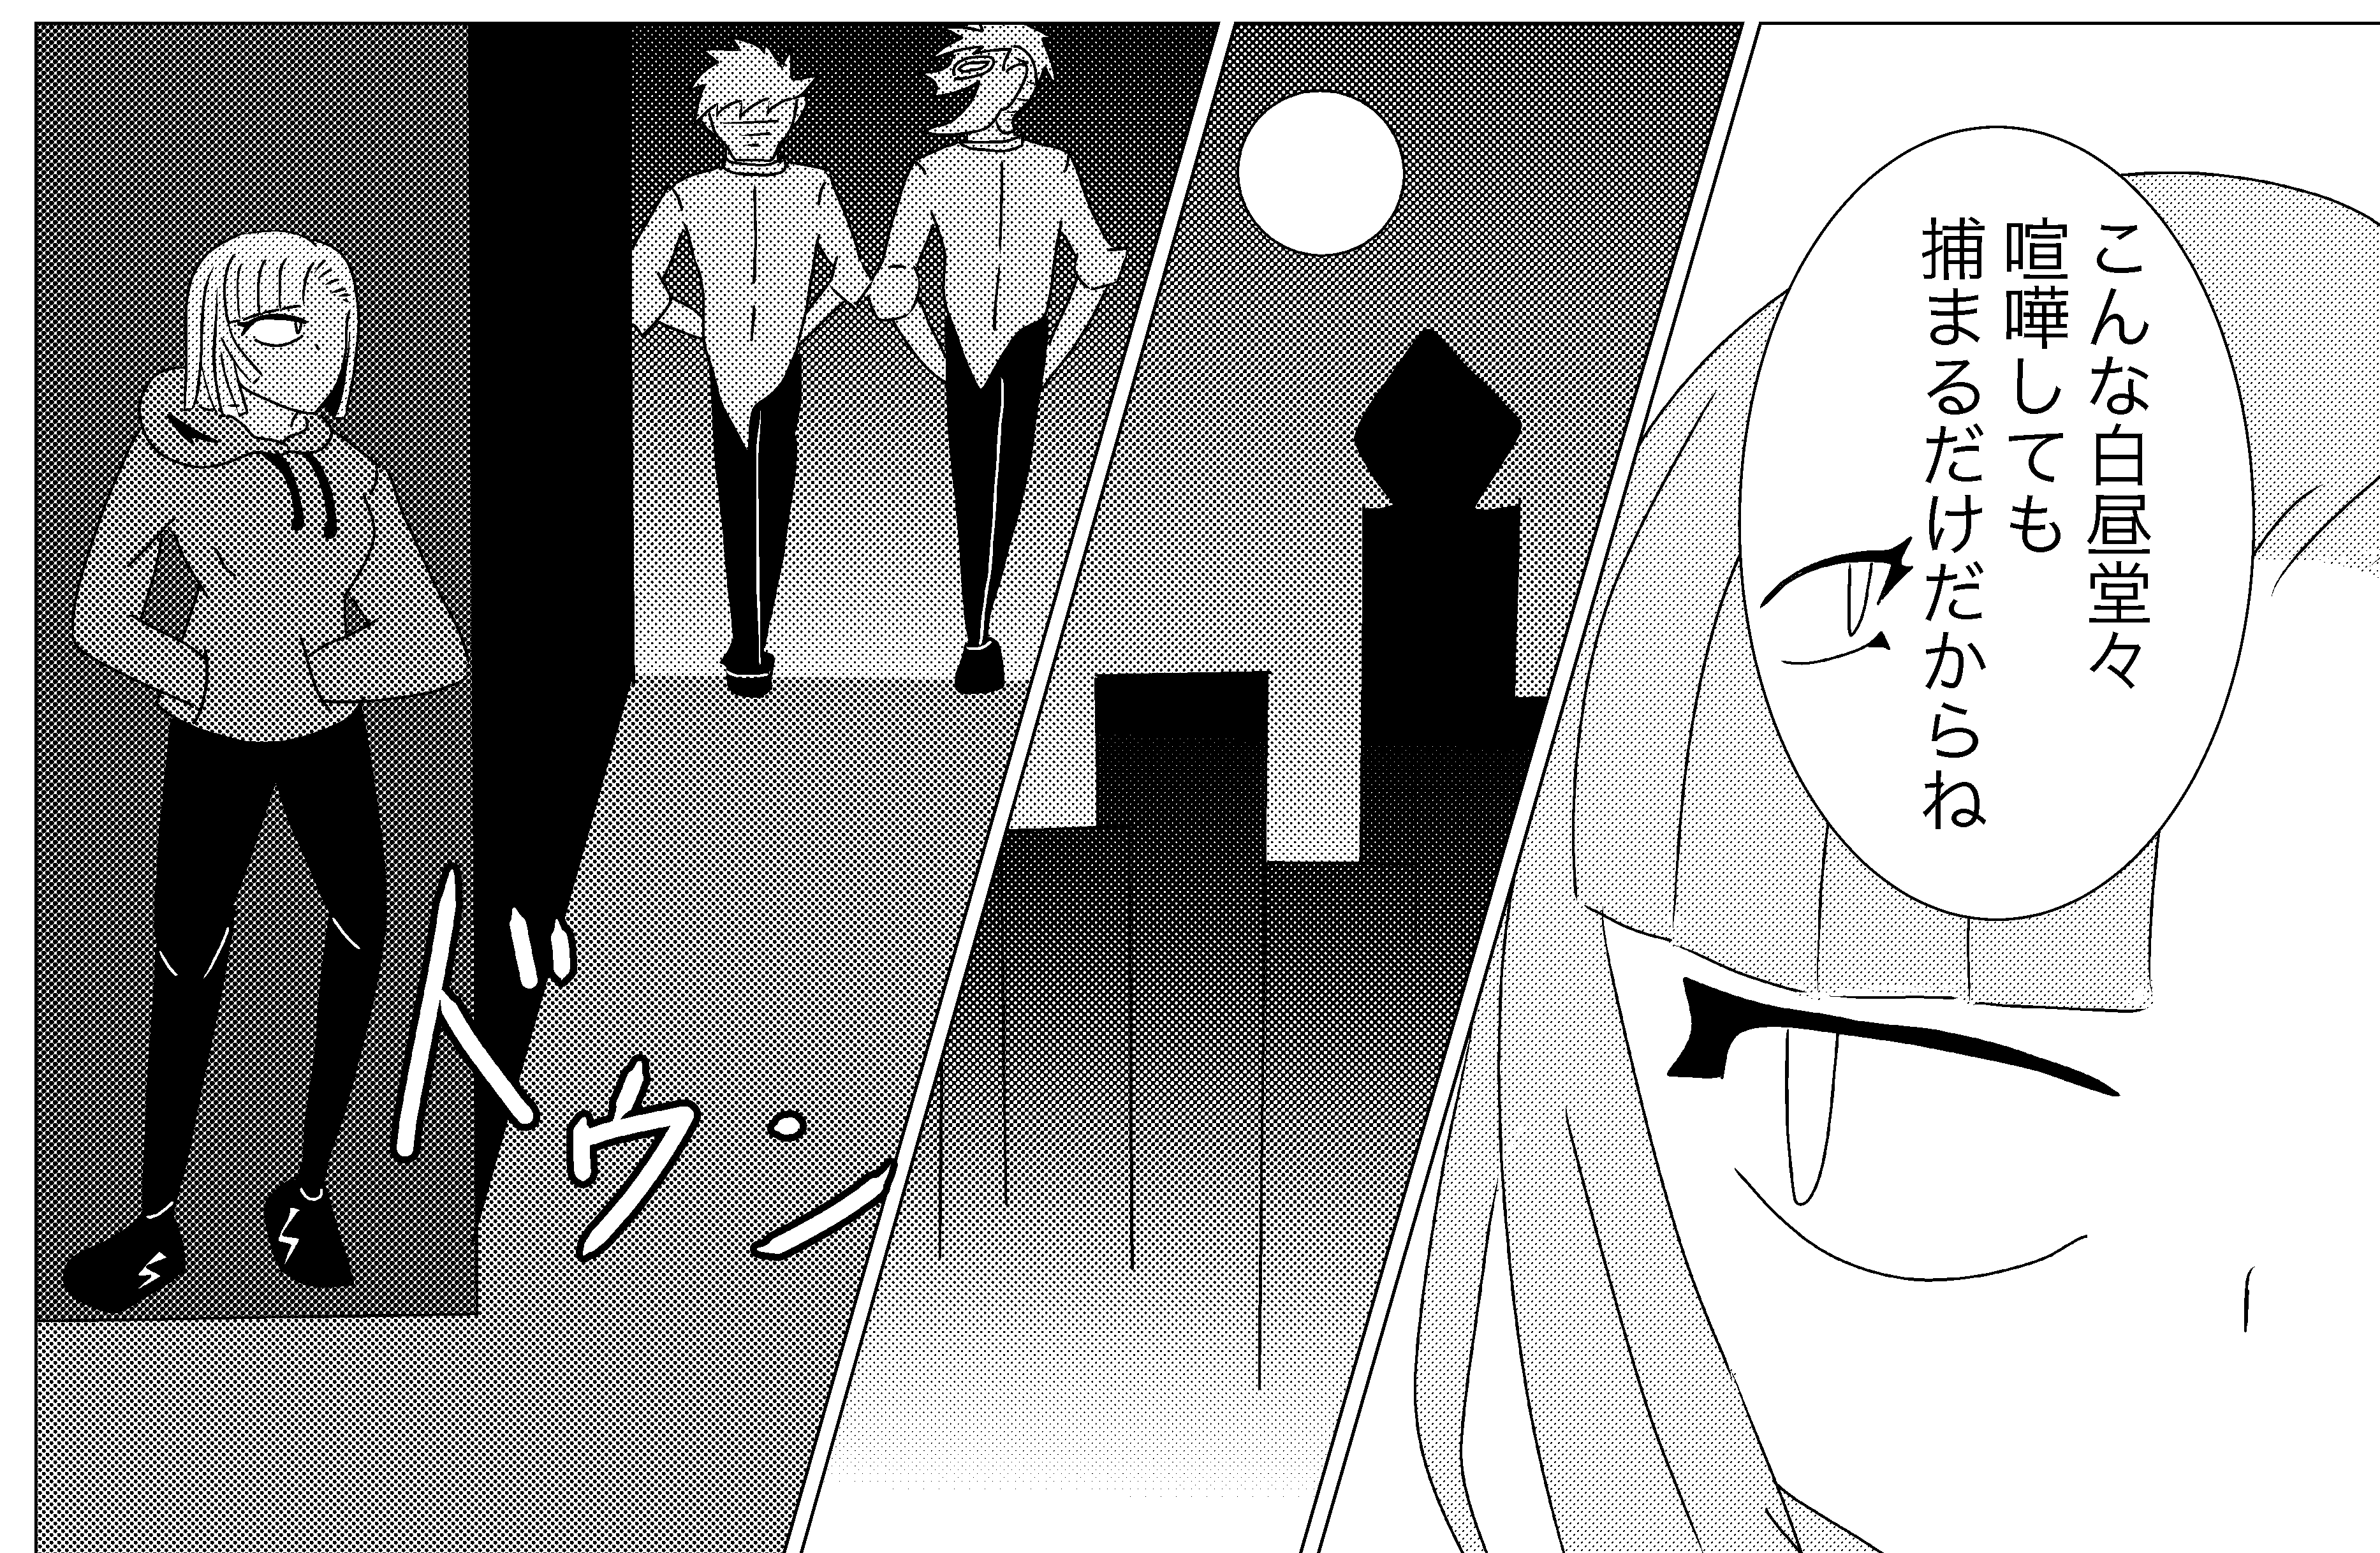 こんな白昼堂々
喧嘩しても
捕まるだけだからね
ドウン